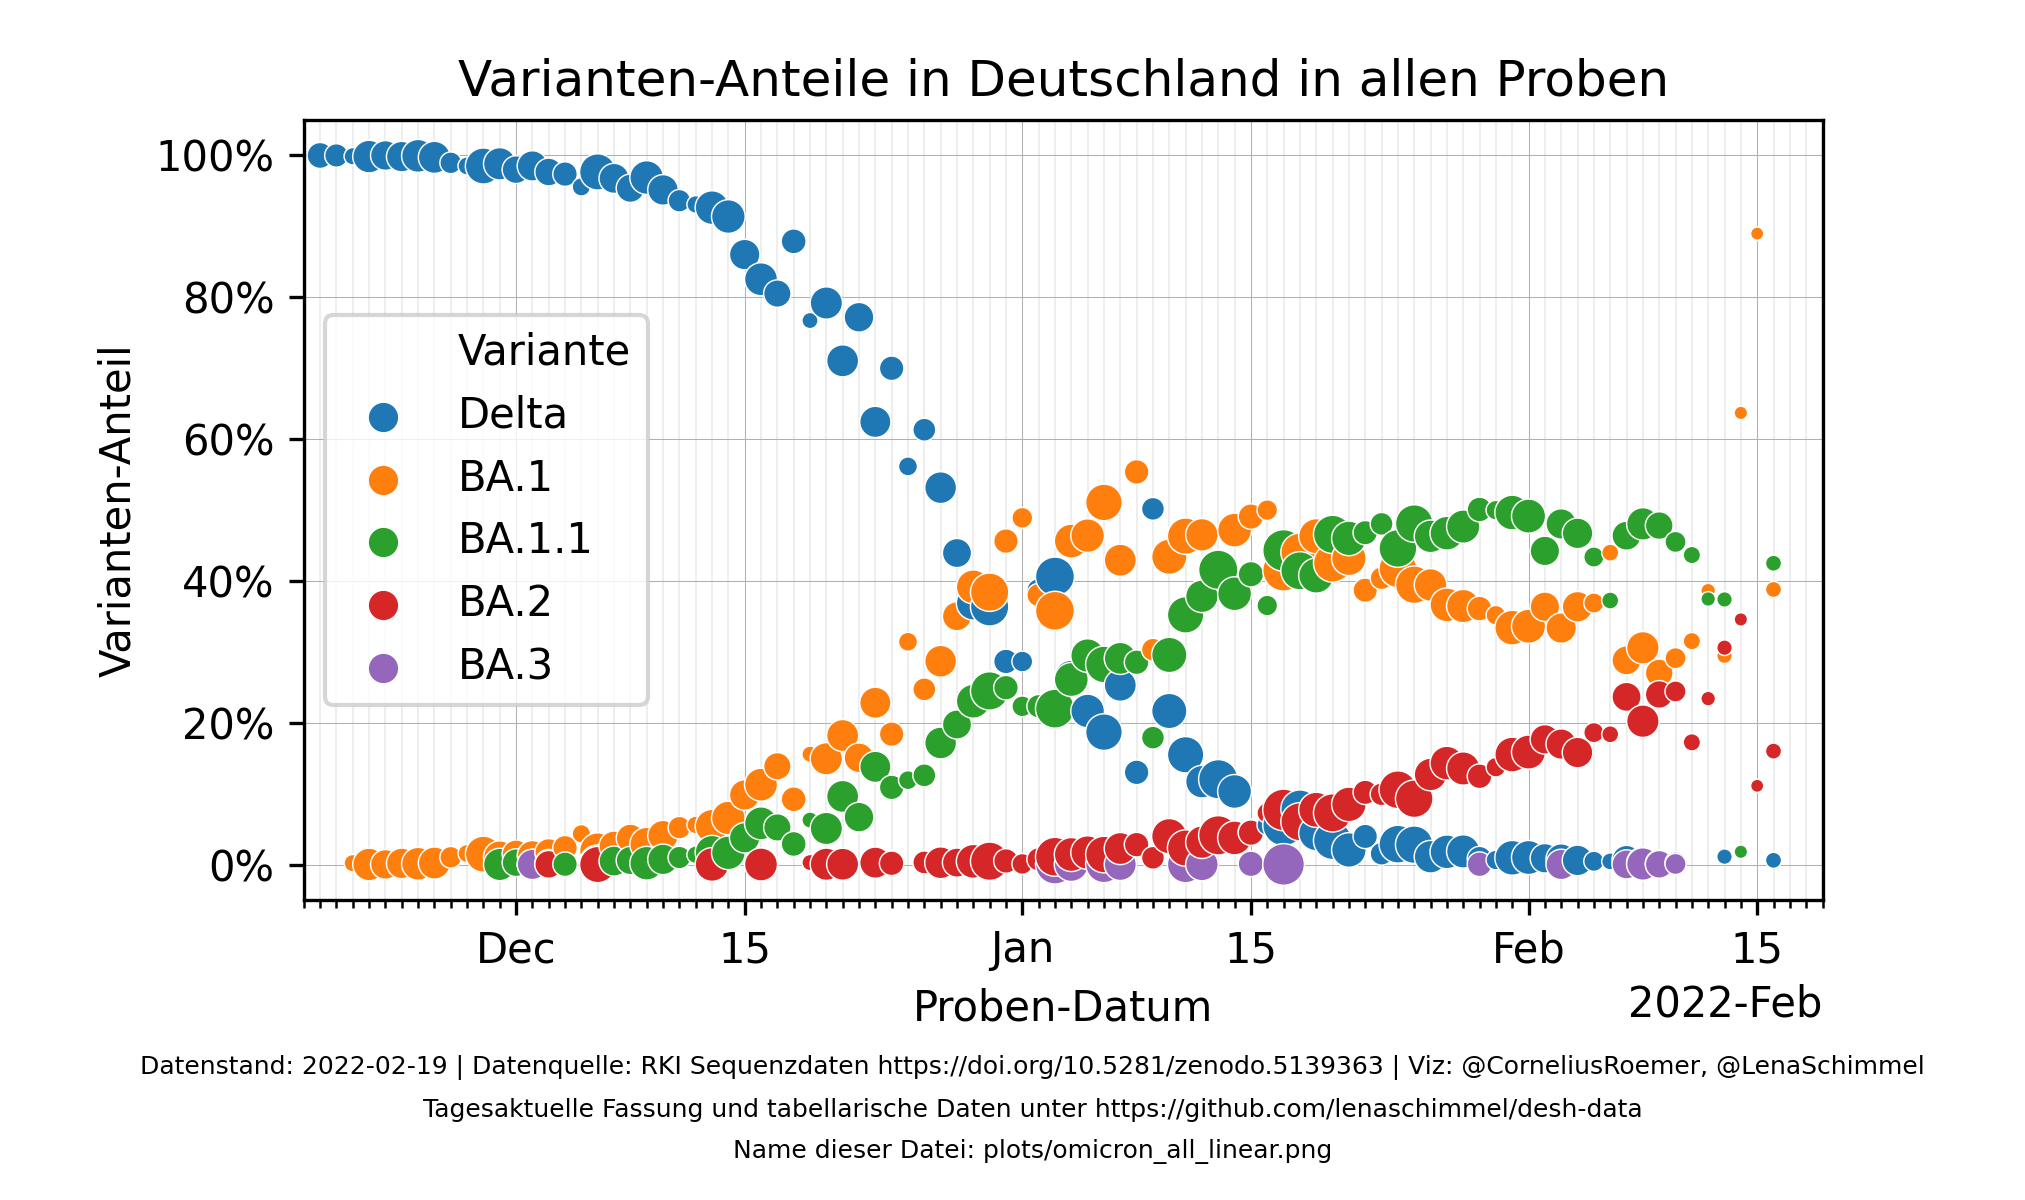 Varianten-Anteile in Deutschland in allen Proben
Varianten-Anteil
100%
80%
60%
40%
20%
0%
Variante
Delta
BA.1
BA.1.1
BA.2
BA.3
Dec
15
Jan
15
Feb
15
Proben-Datum
2022-Feb
Datenstand: 2022-02-19 | Datenquelle: RKI Sequenzdaten https://doi.org/10.5281/zenodo.5139363 | Viz: @CorneliusRoemer, @LenaSchimmel
Tagesaktuelle Fassung und tabellarische Daten unter https://github.com/lenaschimmel/desh-data
Name dieser Datei: plots/omicron_all_linear.png